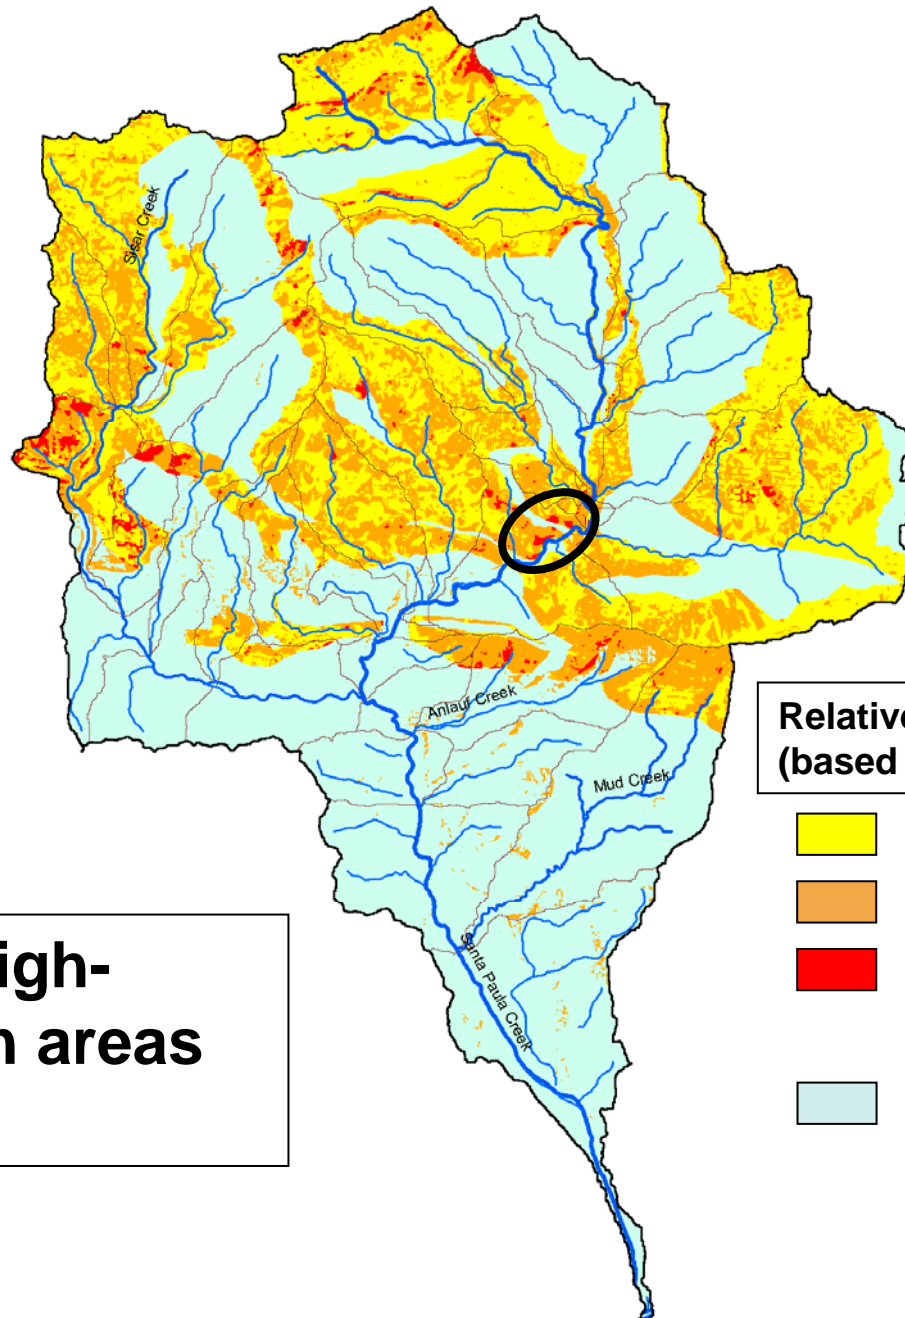 Sisar Creek
Anlauf Creek
Relative
(based
Mud Creek
igh-
areas
Santa Paula Creek